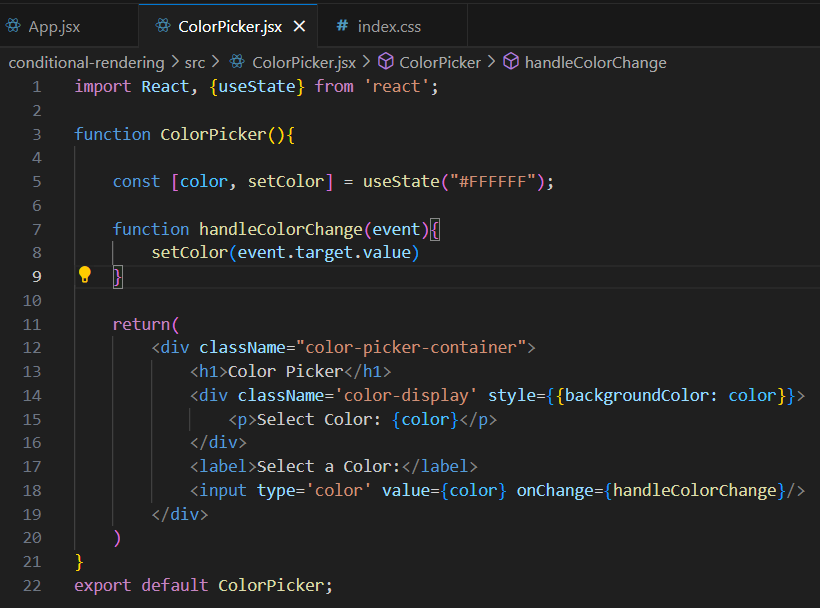 App.jsx ColorPicker.jsx × # index.css
conditional-rendering > src > ColorPicker.jsx > ColorPicker > handleColorChange
1 import React, {useState} from 'react';
2
3 function ColorPicker(){
4
5 const [color, setColor] = useState("#FFFFFF");
6
7 function handleColorChange(event){
8 setColor(event.target.value)
9 }
10
11 return(
12 <div className="color-picker-container">
13 <h1>Color Picker</h1>
14 <div className='color-display' style={{backgroundColor: color}}>
15 <p>Select Color: {color}</p>
16 </div>
17 <label>Select a Color:</label>
18 <input type='color' value={color} onChange={handleColorChange}/>
19 </div>
20 )
21 }
22 export default ColorPicker;